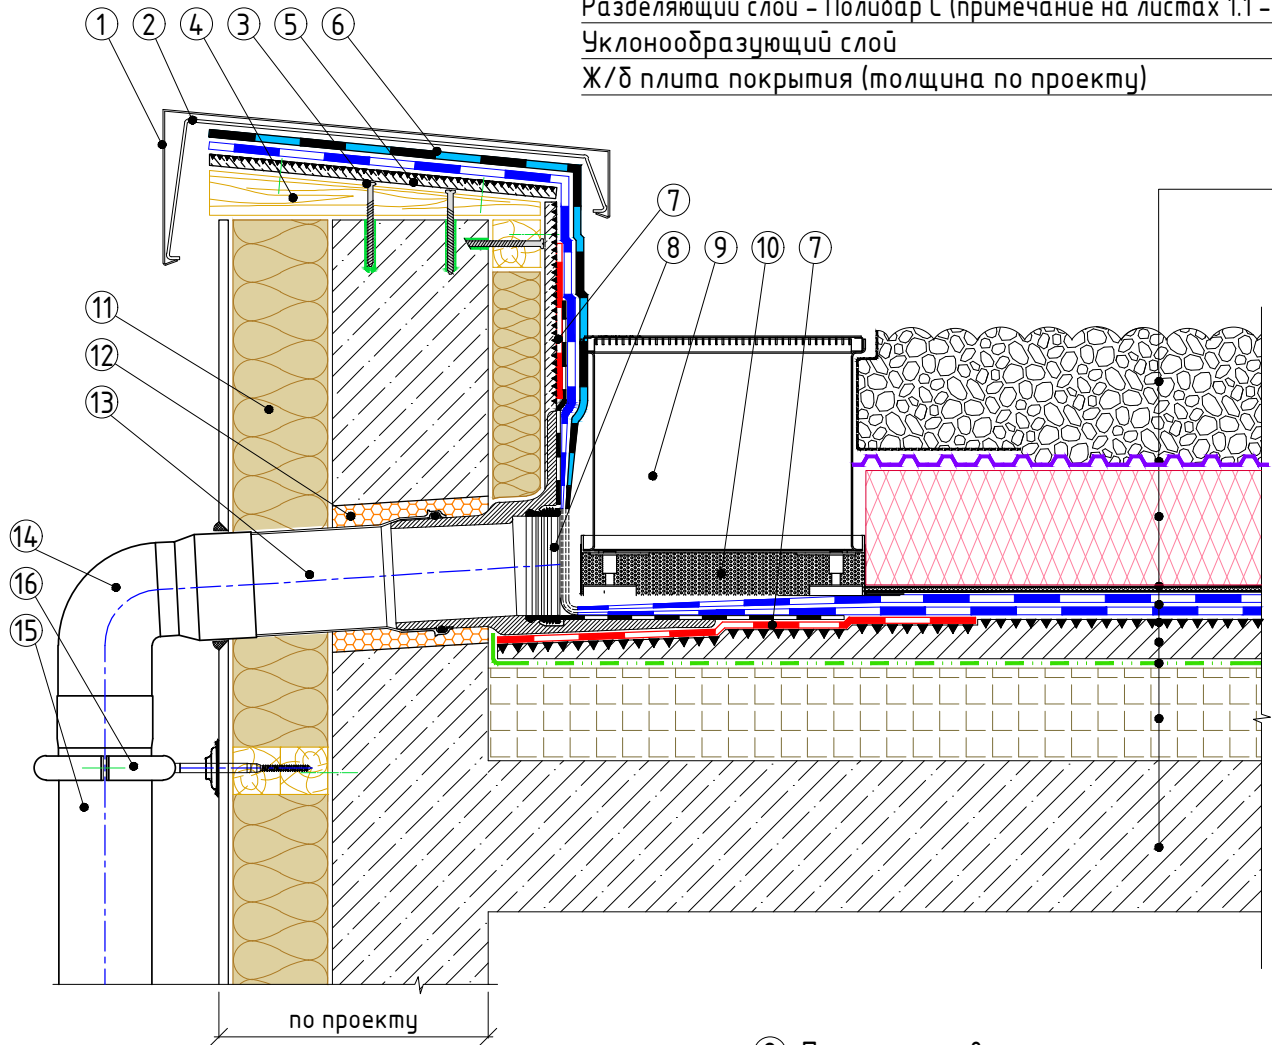 Разделяющий слой - Полибар С (примечание на листах 1.1 -
Уклонообразующий слой
Ж/б плита покрытия (толщина по проекту)
1 2 4 3 5 6
7
8 9 10 7
11
12
13
14
16
15
по проекту